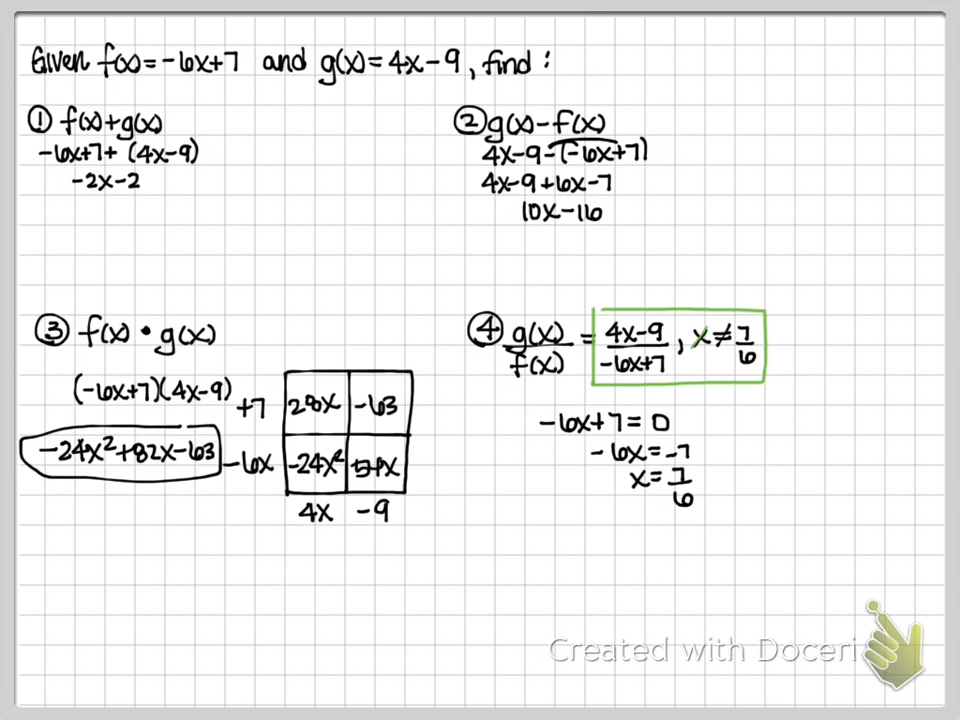 Given f(x) = -6x+7 and g(x) = 4x-9, find:
① f(x)+g(x)
-6x+7+ (4x-9)
-2x-2
② g(x)-f(x)
4x-9-(-6x+7)
4x-9+6x-7
10x-16
③ f(x) • g(x)
(-6x+7)(4x-9)
-24x²+82x-63
+7 28x -63
-6x -24x² +54x
4x -9
④ g(x)/f(x) = 4x-9/-6x+7, x≠7/6
-6x+7=0
-6x=-7
x=7/6
Created with Doceri